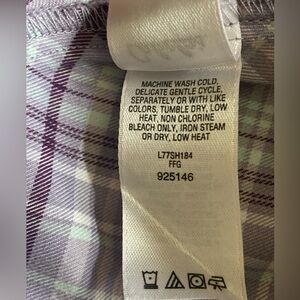 MACHINE WASH COLD,
DELICATE GENTLE CYCLE,
SEPARATELY OR WITH LIKE
COLORS, TUMBLE DRY, LOW
HEAT, NON CHLORINE
BLEACH ONLY, IRON STEAM
OR DRY, LOW HEAT
L77SH184
FFG
925146